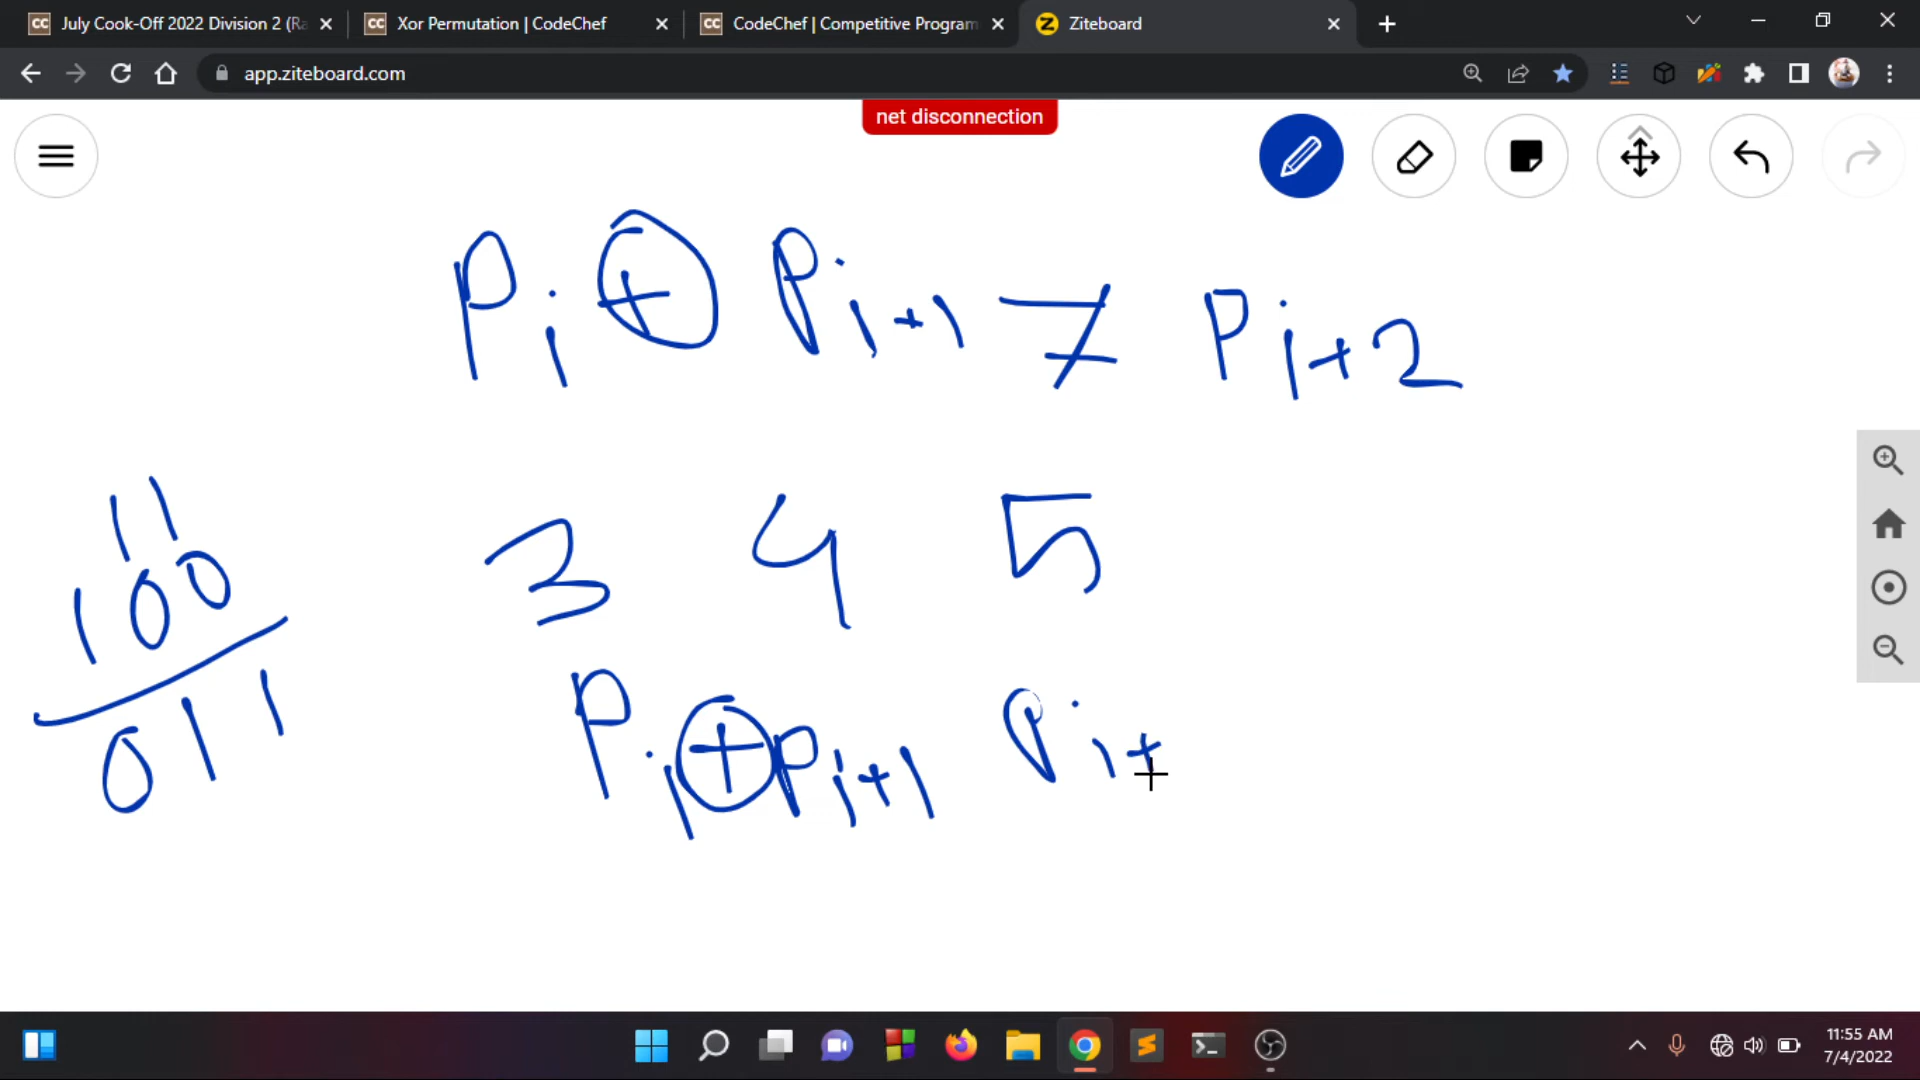 July Cook-Off 2022 Division 2 (Ra
Xor Permutation | CodeChef
CodeChef | Competitive Program
Ziteboard
app.ziteboard.com
net disconnection
Pi ⊕ Pi+1 ≠ Pi+2
11
100
011
3 4 5
Pi ⊕ Pi+1 Pi+
11:55 AM
7/4/2022